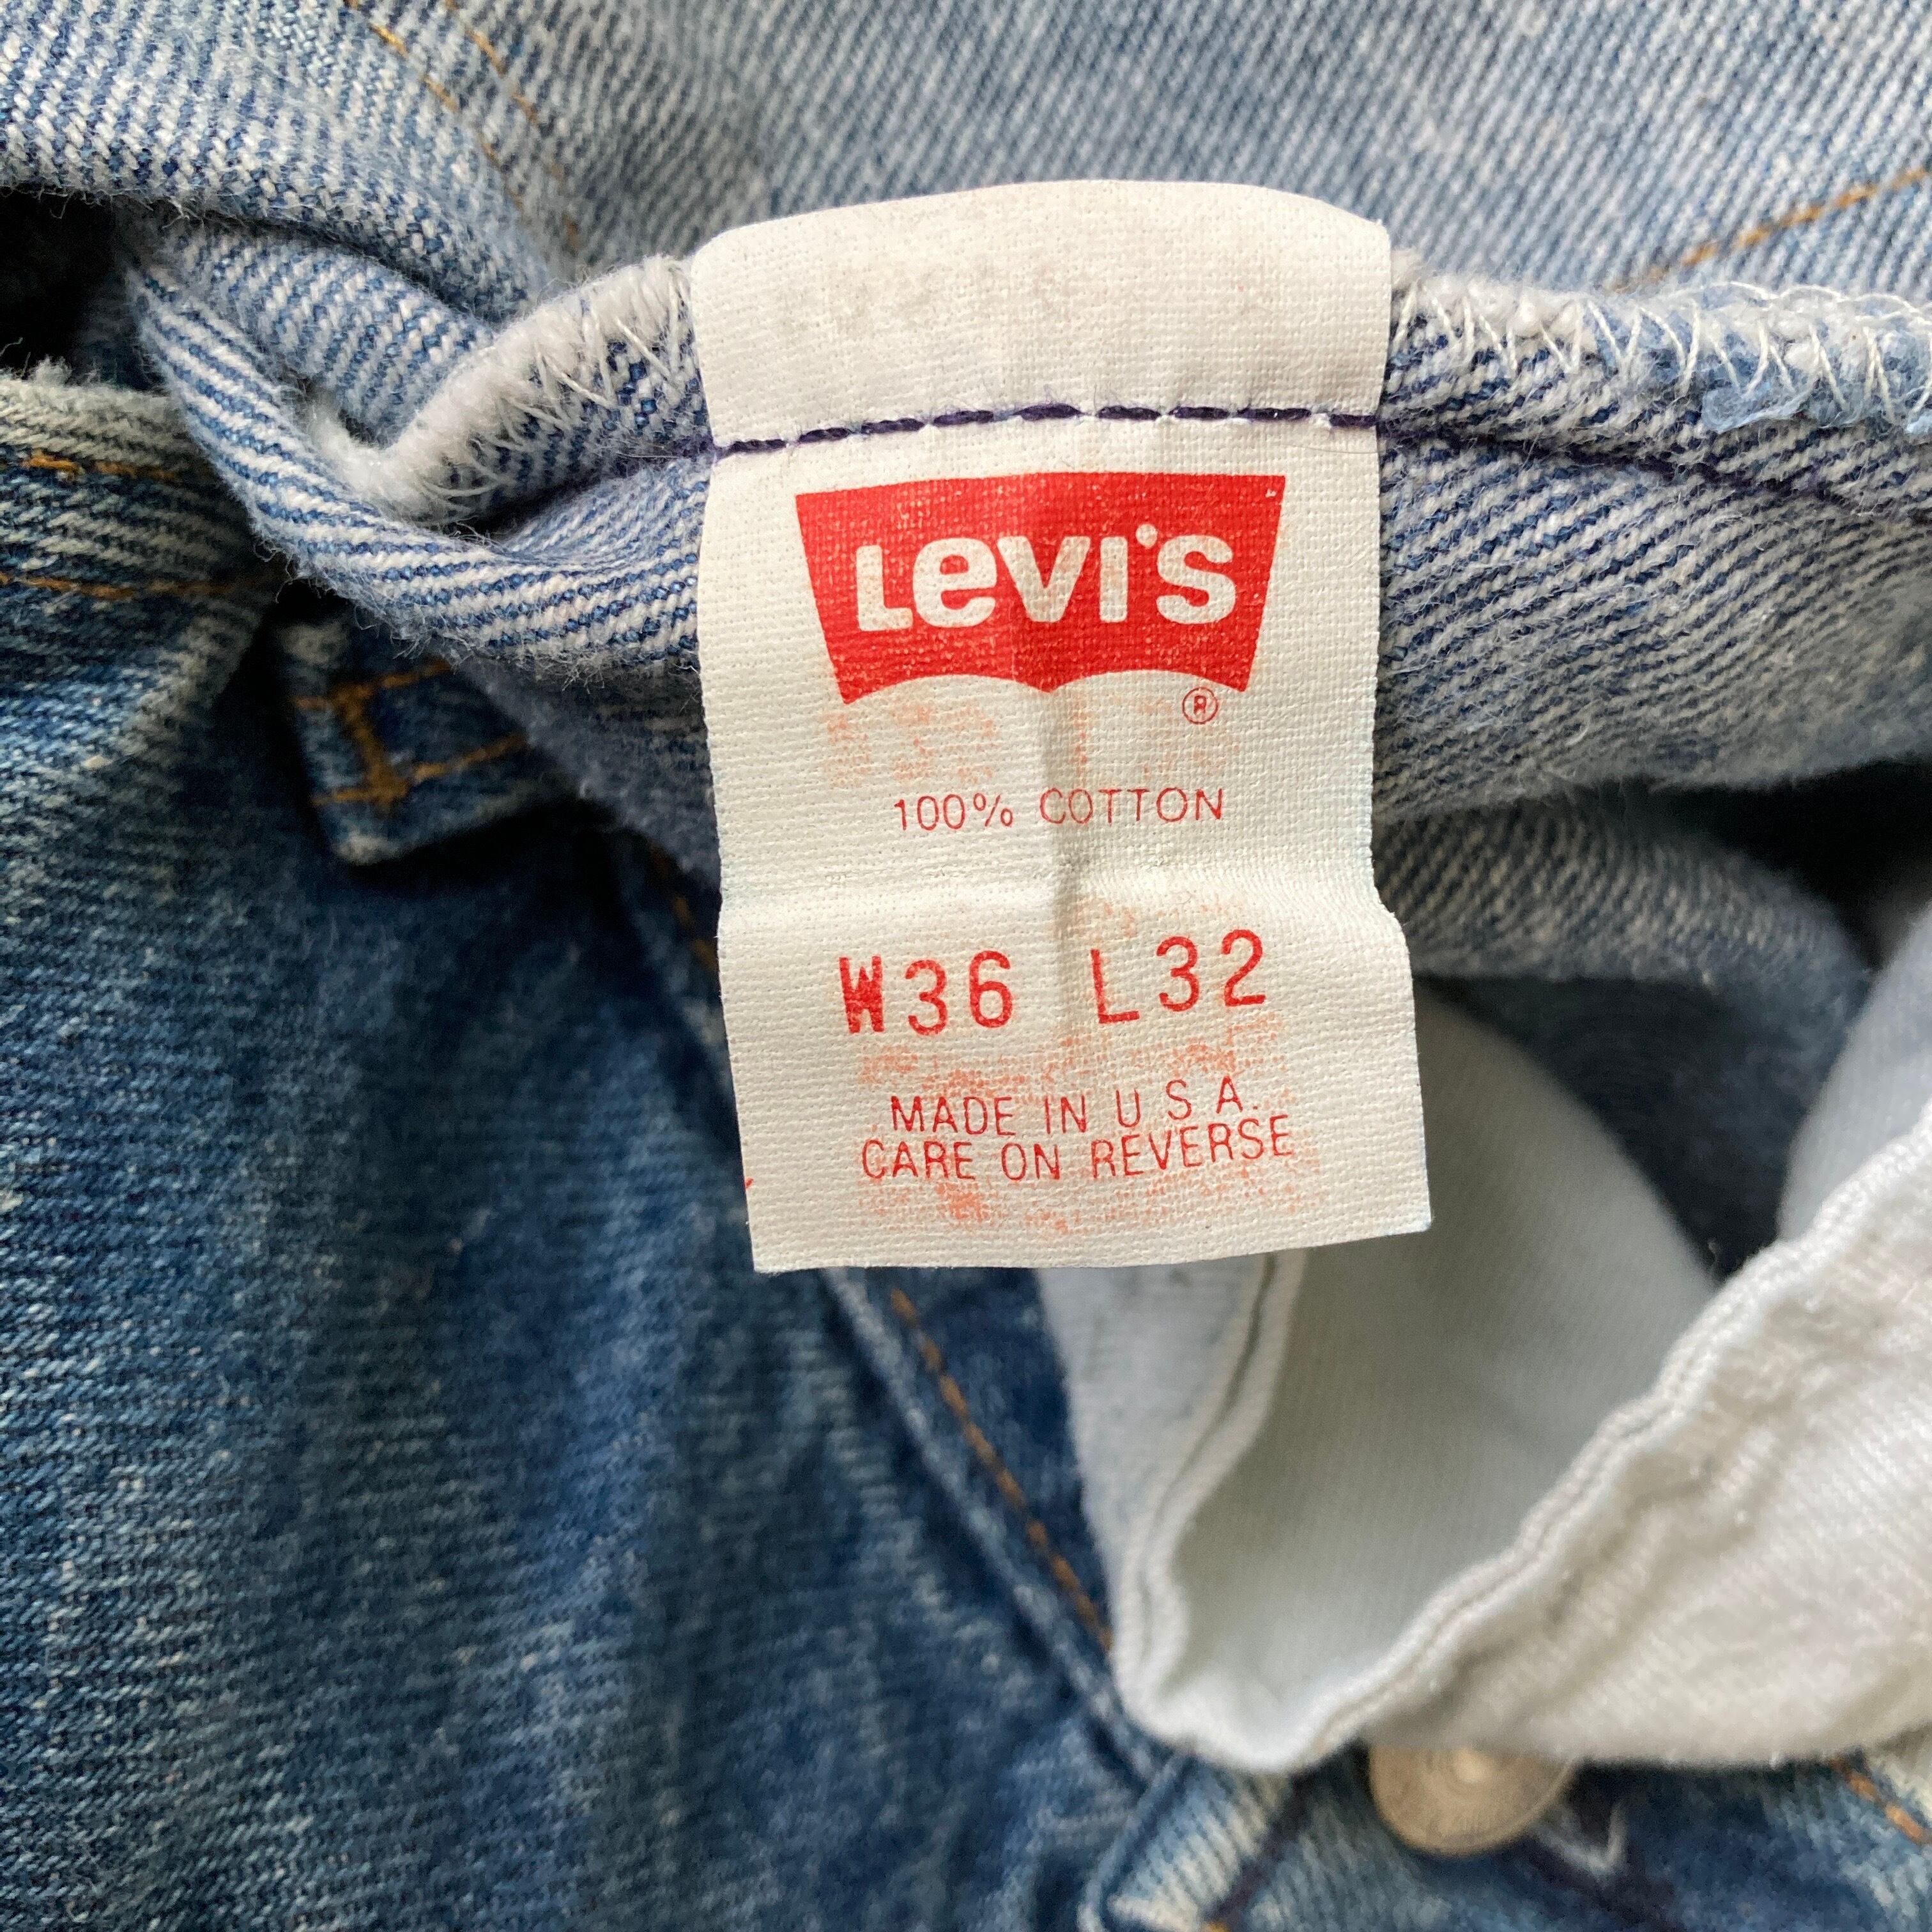 Levi's
®
100% COTTON
W36 L32
MADE IN U S A.
CARE ON REVERSE